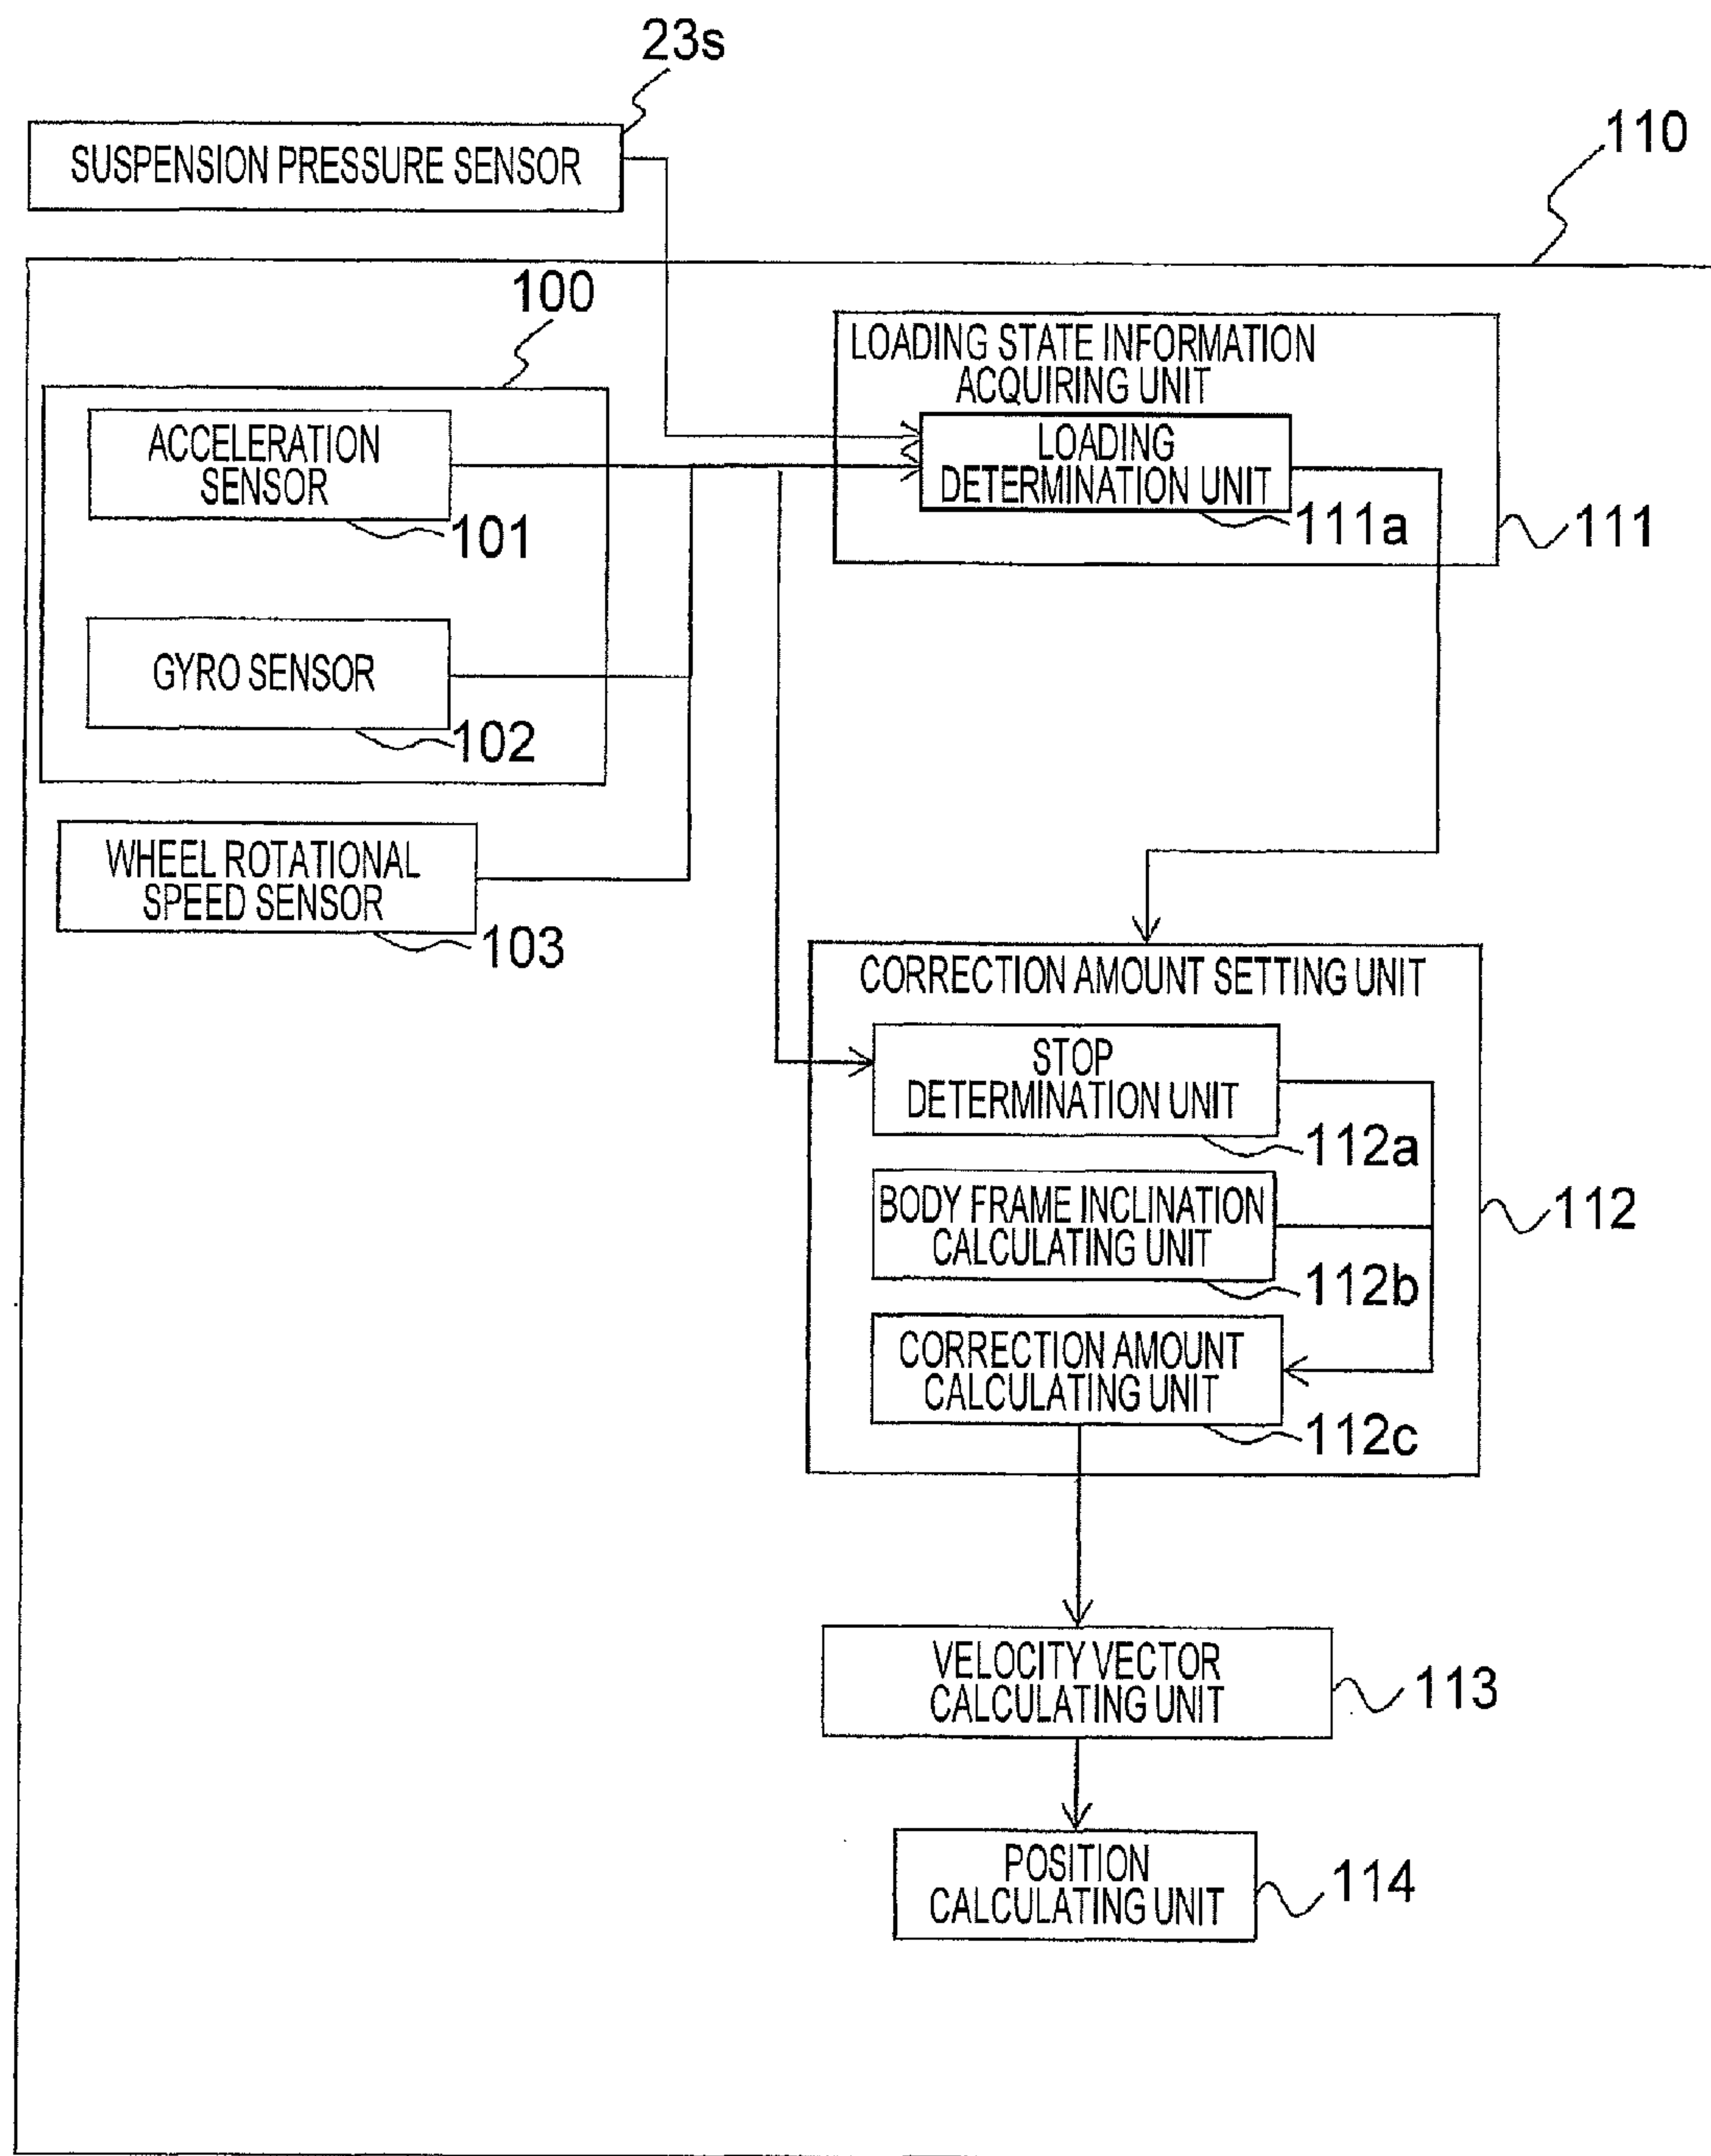 23s
SUSPENSION PRESSURE SENSOR
110
100
LOADING STATE INFORMATION
ACQUIRING UNIT
ACCELERATION
SENSOR
101
LOADING
DETERMINATION UNIT
111a
111
GYRO SENSOR
102
WHEEL ROTATIONAL
SPEED SENSOR
103
CORRECTION AMOUNT SETTING UNIT
STOP
DETERMINATION UNIT
112a
BODY FRAME INCLINATION
CALCULATING UNIT
112b
112
CORRECTION AMOUNT
CALCULATING UNIT
112c
VELOCITY VECTOR
CALCULATING UNIT
113
POSITION
CALCULATING UNIT
114